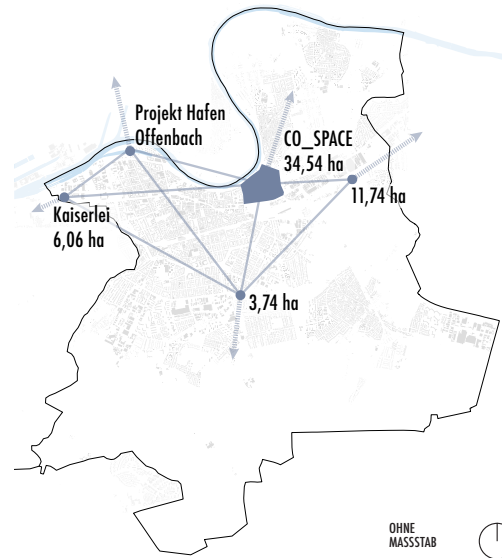 Projekt Hafen
Offenbach
CO_SPACE
34,54 ha
Kaiserlei
6,06 ha
11,74 ha
3,74 ha
OHNE
MASSSTAB